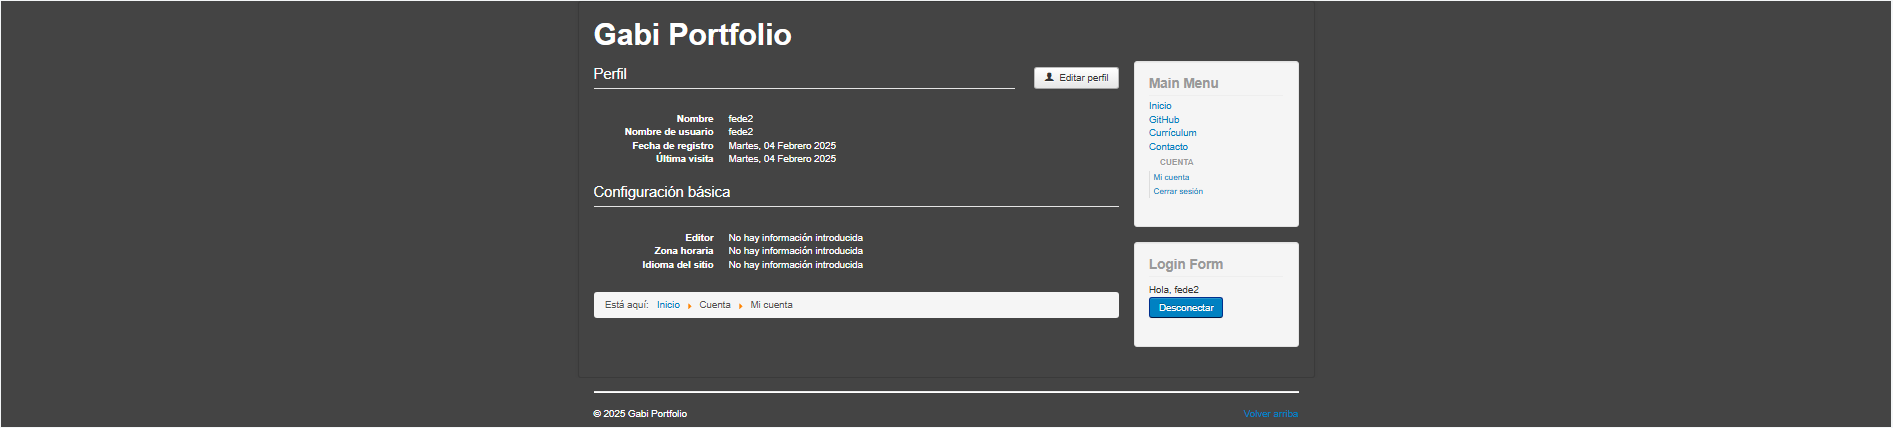 Gabi Portfolio
Perfil
Editar perfil
Nombre fede2
Nombre de usuario fede2
Fecha de registro Martes, 04 Febrero 2025
Última visita Martes, 04 Febrero 2025
Configuración básica
Editor No hay información introducida
Zona horaria No hay información introducida
Idioma del sitio No hay información introducida
Está aquí: Inicio Cuenta Mi cuenta
Main Menu
Inicio
GitHub
Currículum
Contacto
CUENTA
Mi cuenta
Cerrar sesión
Login Form
Hola, fede2
Desconectar
© 2025 Gabi Portfolio
Volver arriba